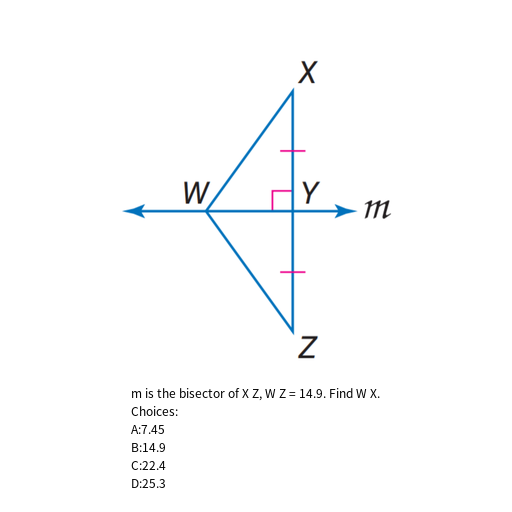 X
W
Y
m
Z
m is the bisector of X Z, W Z = 14.9. Find W X.
Choices:
A:7.45
B:14.9
C:22.4
D:25.3